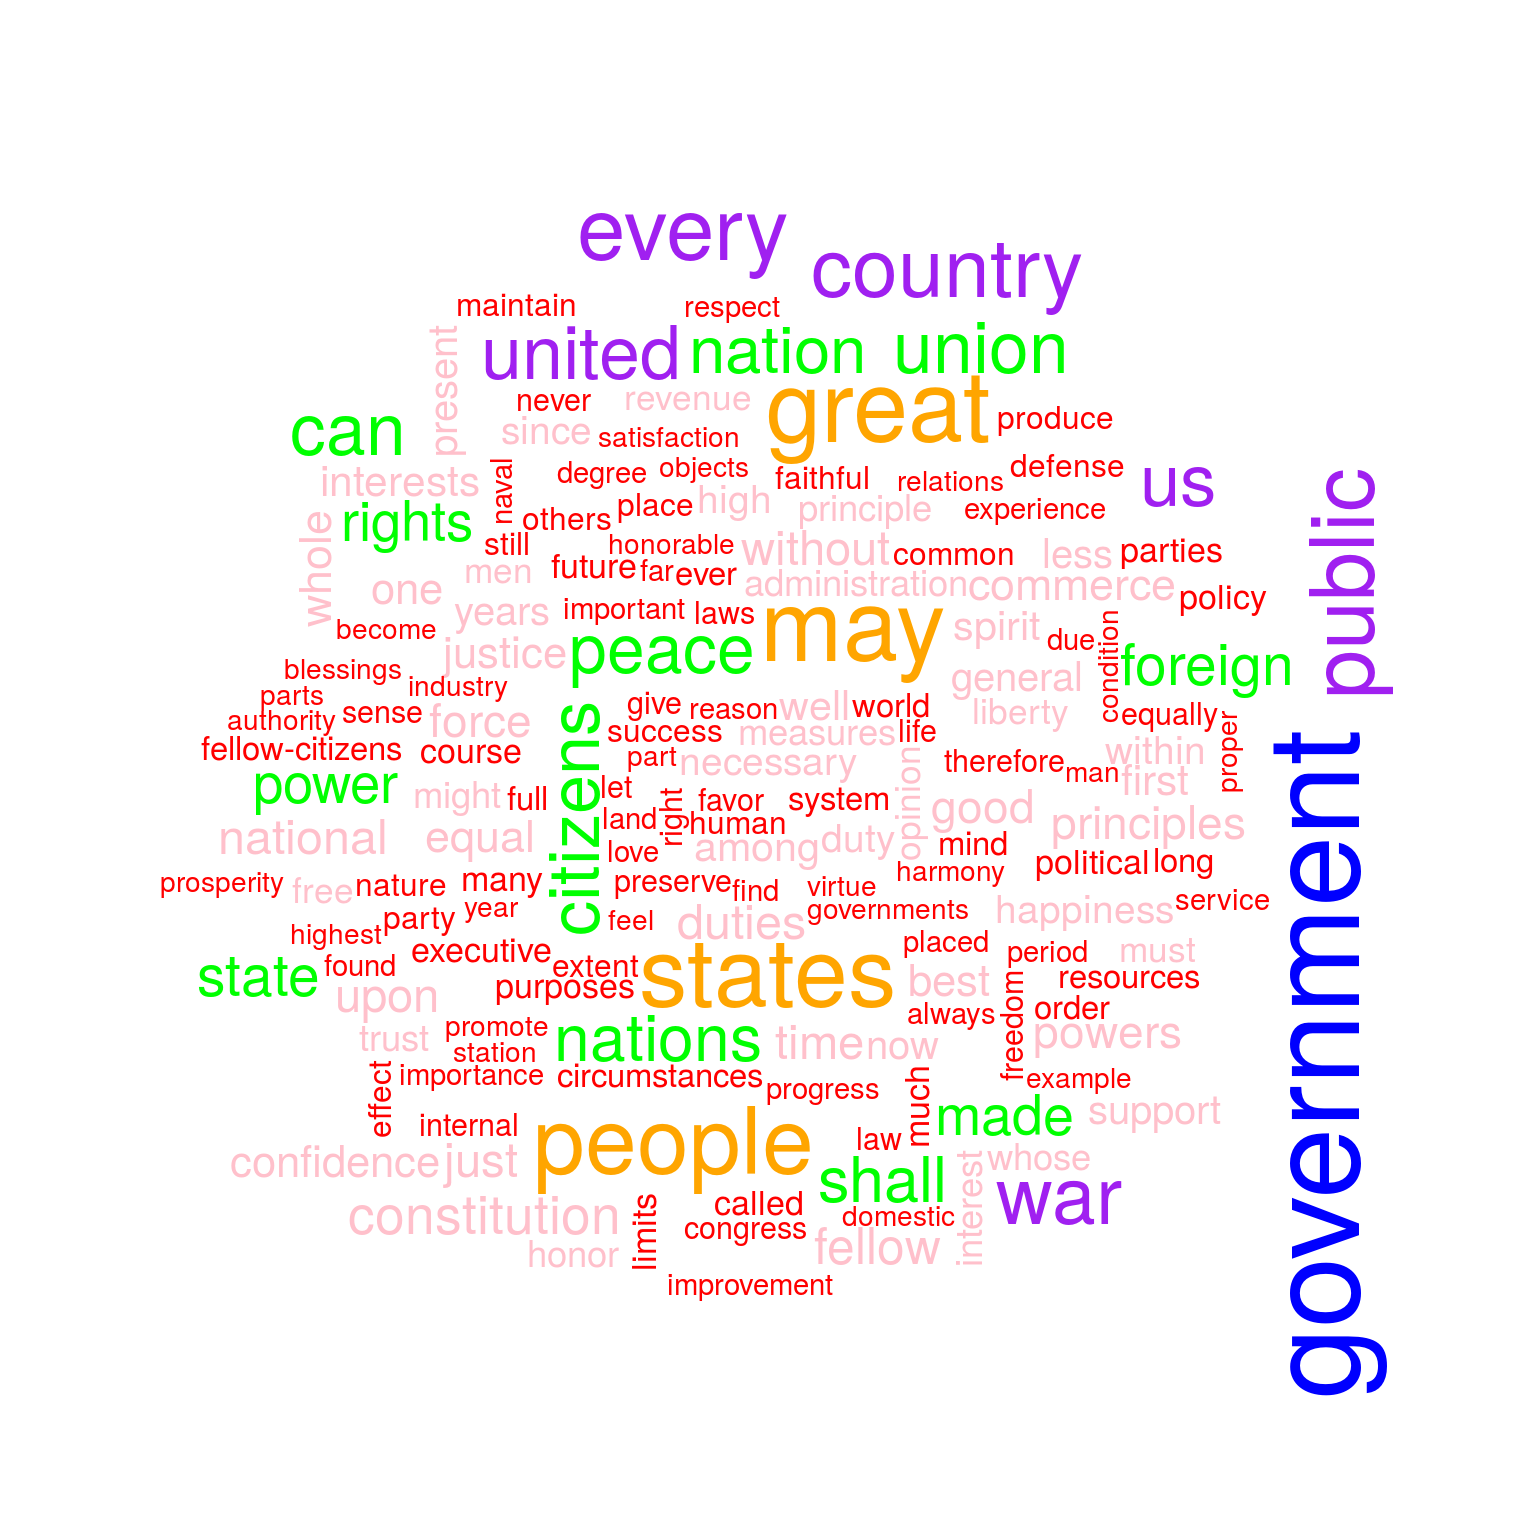 every
country
maintain
respect
united
nation
union
present
never
revenue
great
produce
can
since
satisfaction
interests
naval
degree
objects
faithful
relations
defense
us
public
rights
others
place
high
principle
experience
whole
still
honorable
without
common
less
parties
men
future
far
ever
one
administration
commerce
policy
years
important
laws
may
spirit
due
condition
become
justice
peace
foreign
blessings
industry
general
parts
authority
sense
force
citizens
give
reason
well
world
liberty
equally
proper
fellow-citizens
course
success
measures
life
within
part
necessary
opinion
therefore
man
first
power
might
full
let
right
favor
system
good
principles
government
national
equal
land
human
among
duty
mind
love
harmony
political
long
prosperity
free
nature
many
preserve
find
virtue
service
party
year
feel
duties
governments
happiness
highest
executive
placed
period
must
state
found
extent
purposes
states
best
resources
upon
always
freedom
order
trust
promote
station
nations
time
now
powers
effect
importance
circumstances
progress
much
example
internal
people
law
made
support
confidence
just
shall
interest
whose
war
constitution
limits
called
congress
domestic
honor
fellow
improvement